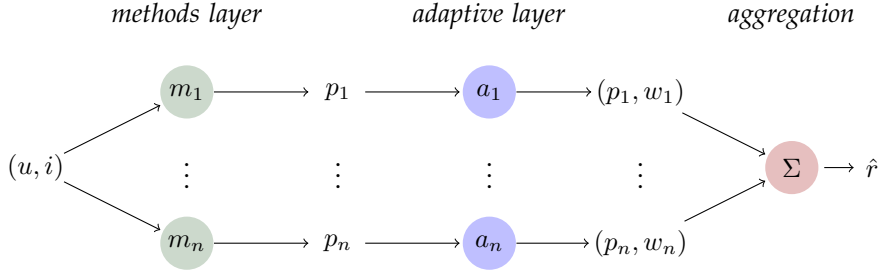 methods layer adaptive layer aggregation
m₁ p₁ a₁ (p₁, w₁)
(u, i) ⋮ ⋮ ⋮ ⋮ Σ r̂
mₙ pₙ aₙ (pₙ, wₙ)